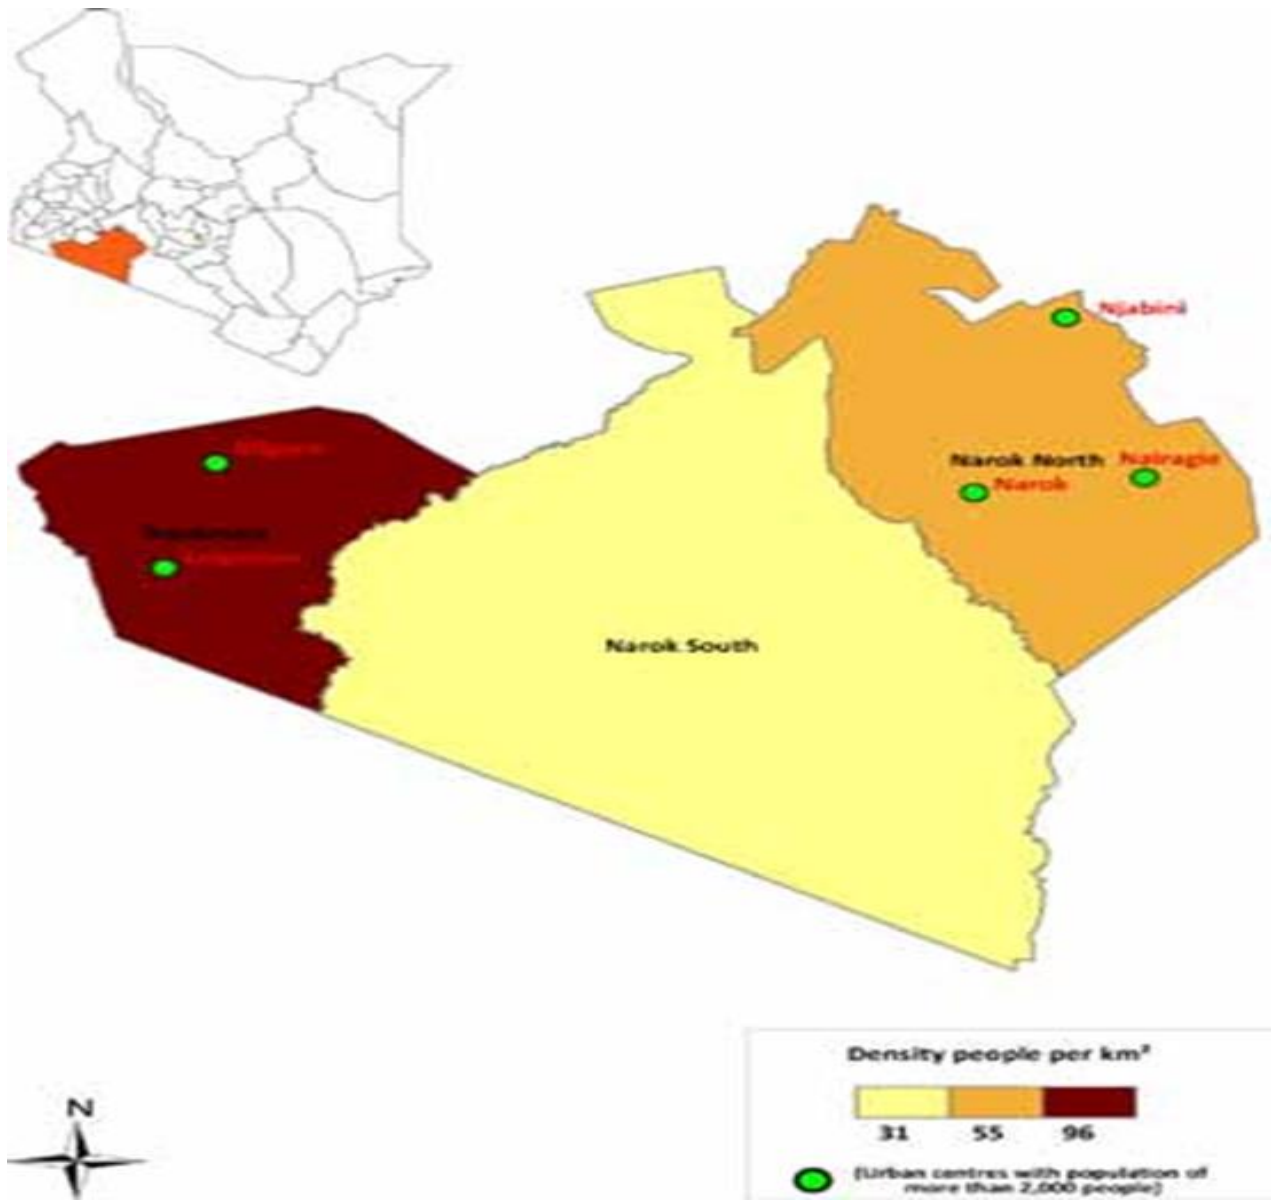 Njabini
Narok North
Nairagie
Narok
Narok South
Density people per km²
31 55 96
(Urban centres with population of
more than 2,000 people)
N